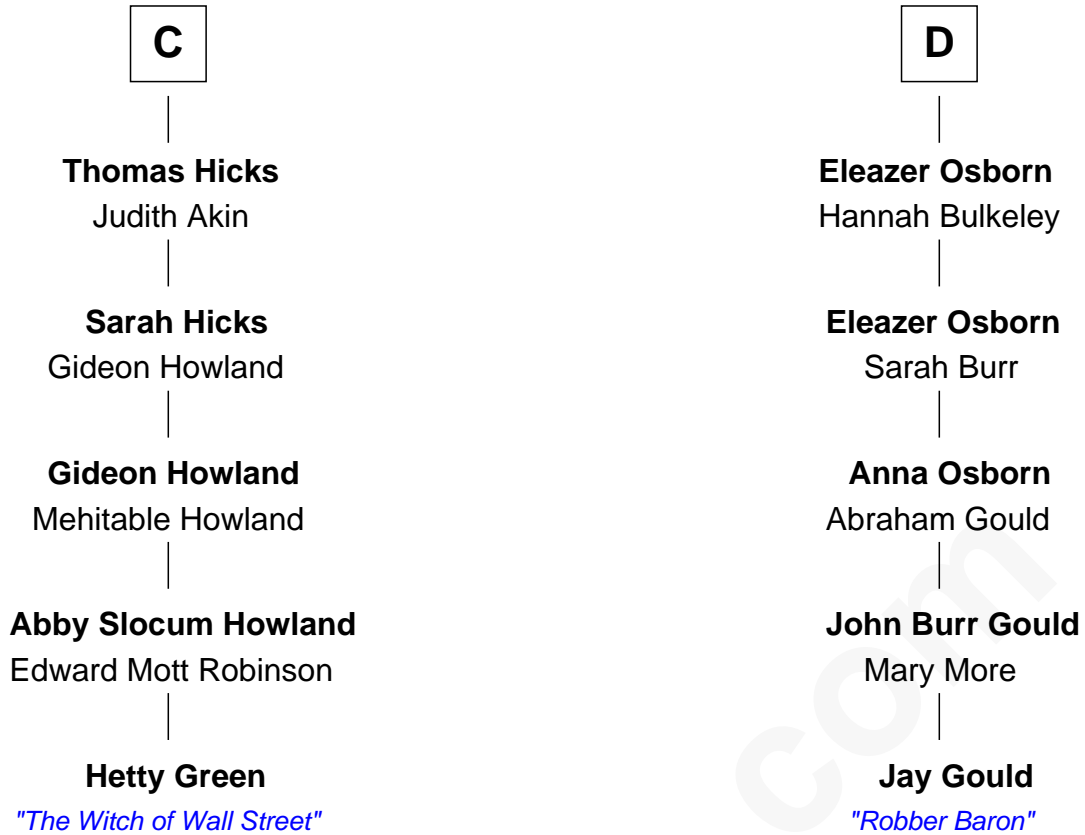 C
D
Thomas Hicks
Judith Akin
Eleazer Osborn
Hannah Bulkeley
Sarah Hicks
Gideon Howland
Eleazer Osborn
Sarah Burr
Gideon Howland
Mehitable Howland
Anna Osborn
Abraham Gould
Abby Slocum Howland
Edward Mott Robinson
John Burr Gould
Mary More
Hetty Green
"The Witch of Wall Street"
Jay Gould
"Robber Baron"
com